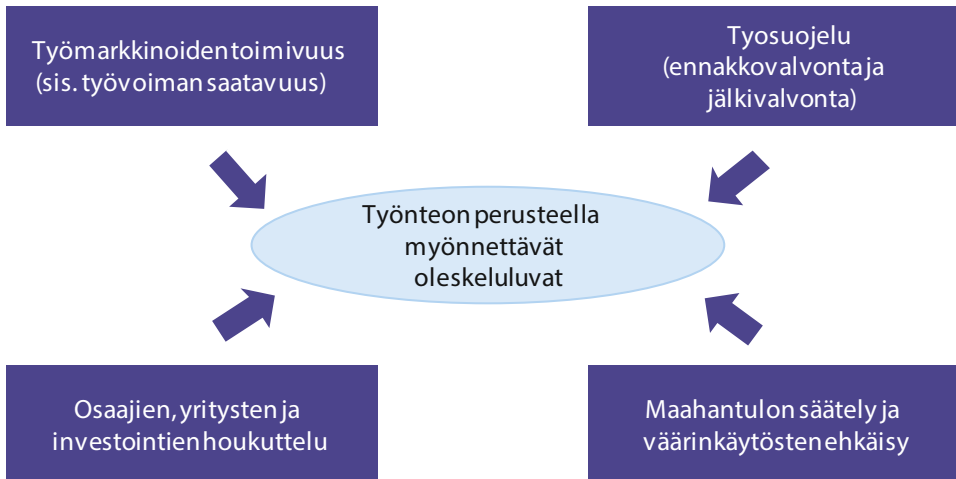 Työmarkkinoiden toimivuus
(sis. työvoiman saatavuus)
Tyosuojelu
(ennakkovalvonta ja
jälkivalvonta)
Työnteon perusteella
myönnettävät
oleskeluluvat
Osaajien, yritysten ja
investointien houkuttelu
Maahantulon säätely ja
väärinkäytösten ehkäisy